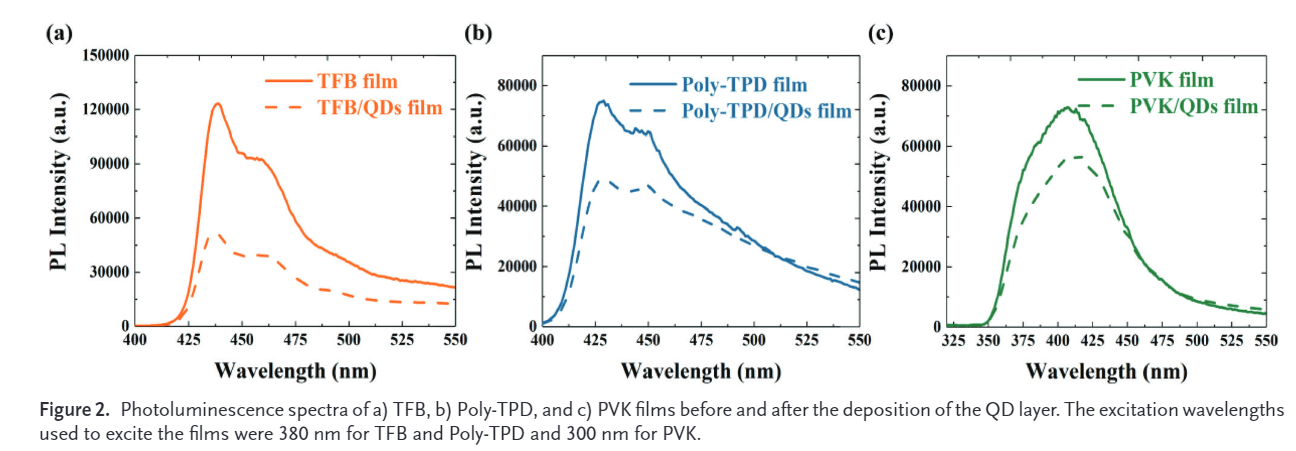 (a)
(b)
(c)
150000
120000
90000
60000
30000
0
PL Intensity (a.u.)
TFB film
TFB/QDs film
400 425 450 475 500 525 550
Wavelength (nm)
80000
60000
40000
20000
0
PL Intensity (a.u.)
Poly-TPD film
Poly-TPD/QDs film
400 425 450 475 500 525 550
Wavelength (nm)
80000
60000
40000
20000
0
PL Intensity (a.u.)
PVK film
PVK/QDs film
325 350 375 400 425 450 475 500 525 550
Wavelength (nm)
Figure 2. Photoluminescence spectra of a) TFB, b) Poly-TPD, and c) PVK films before and after the deposition of the QD layer. The excitation wavelengths
used to excite the films were 380 nm for TFB and Poly-TPD and 300 nm for PVK.